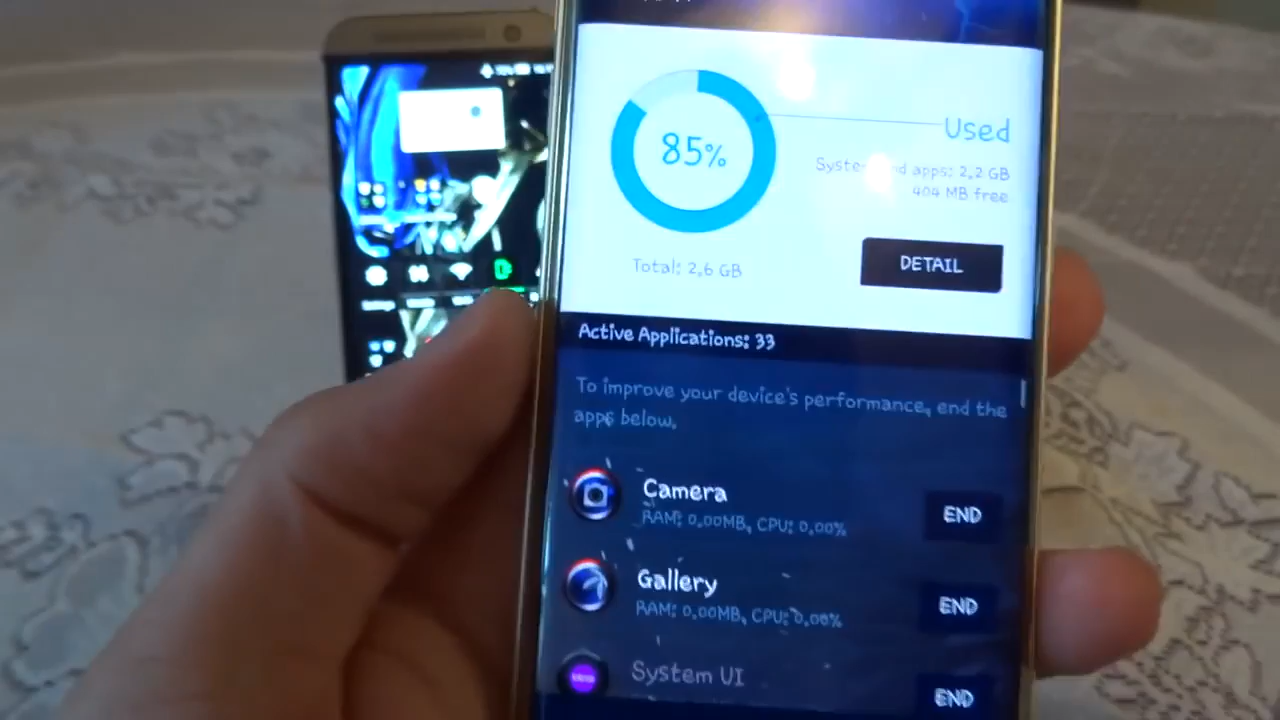 85%
Used
System and apps: 2,2 GB
404 MB free
Total: 2,6 GB
DETAIL
Active Applications: 33
To improve your device's performance, end the
apps below.
Camera
RAM: 0.00MB, CPU: 0.00%
END
Gallery
RAM: 0.00MB, CPU: 0.00%
END
System UI
END